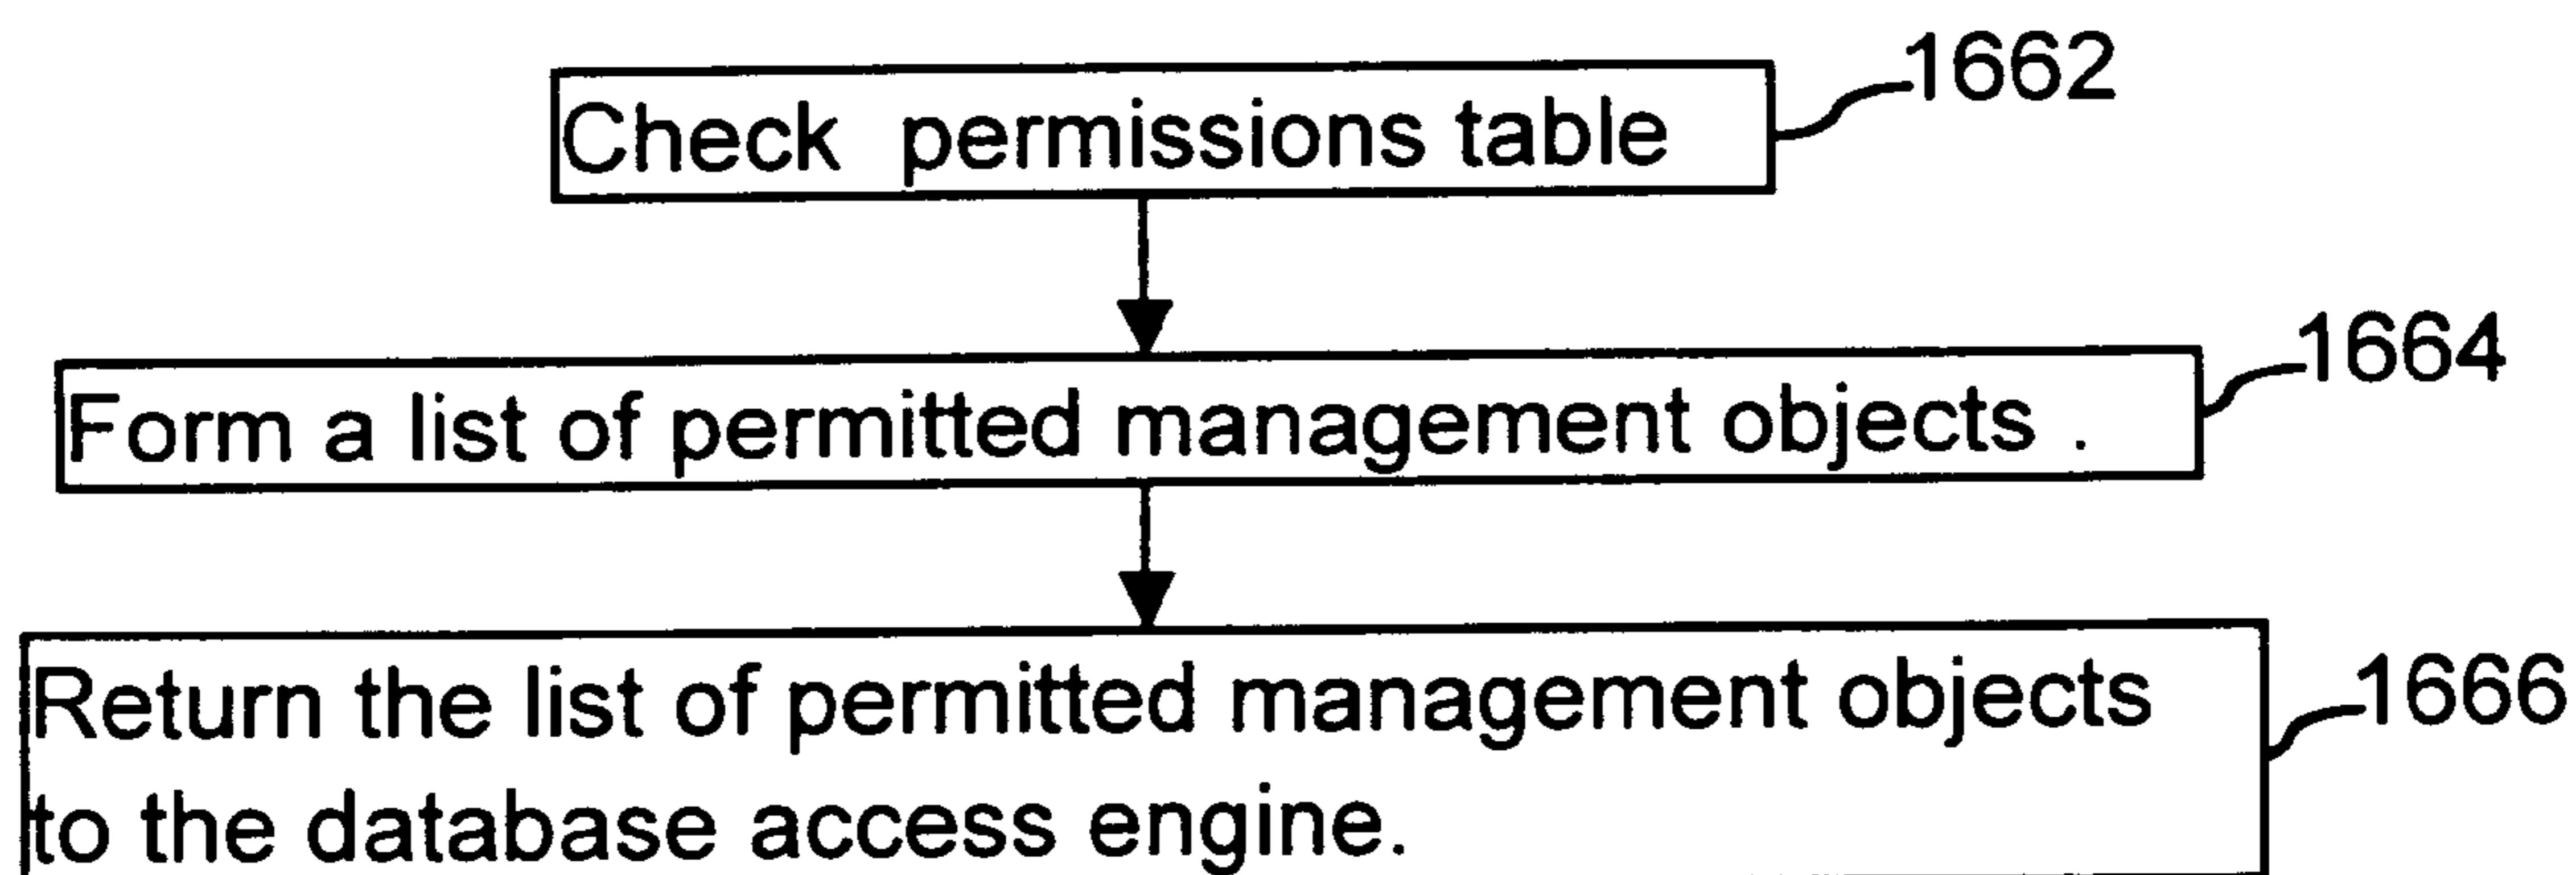 1662
Check permissions table
1664
Form a list of permitted management objects .
1666
Return the list of permitted management objects
to the database access engine.